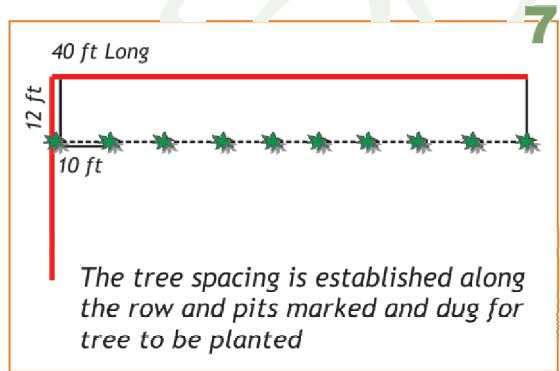 7
40 ft Long
12 ft
10 ft
The tree spacing is established along
the row and pits marked and dug for
tree to be planted